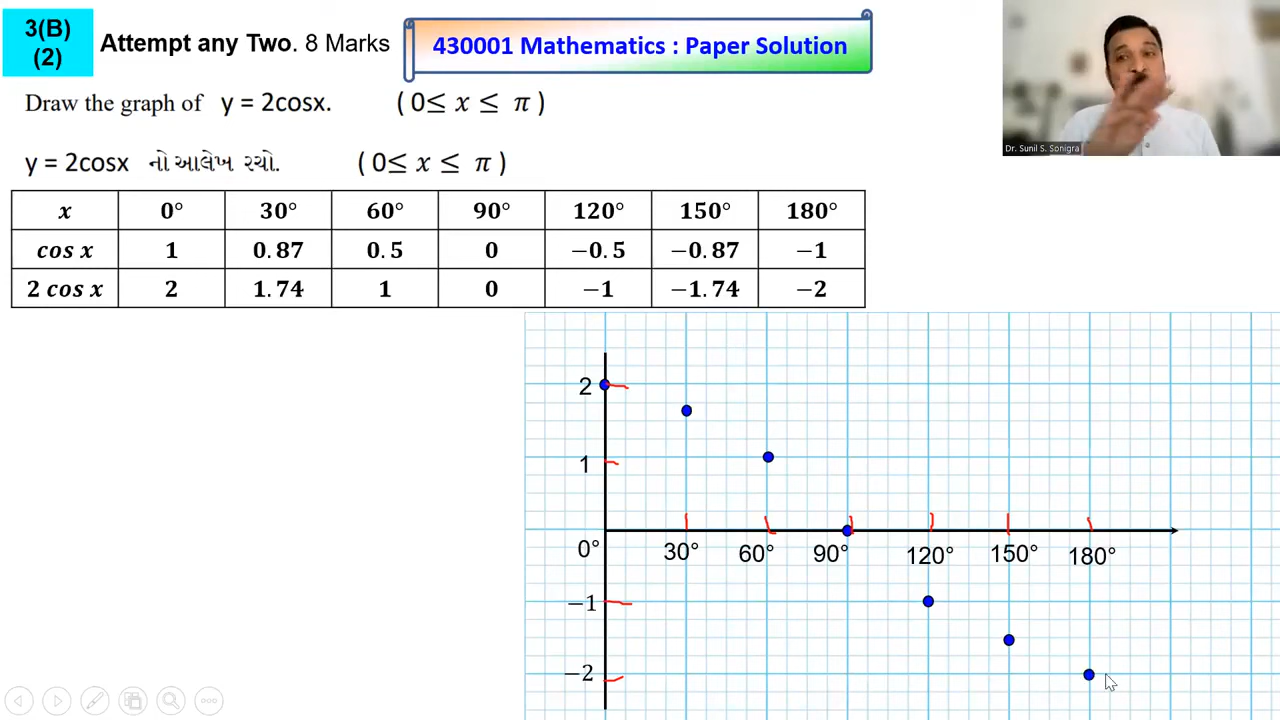 3(B)
(2)
Attempt any Two. 8 Marks
430001 Mathematics : Paper Solution
Dr. Sunil S. Sonigra
Draw the graph of y = 2cosx. ( 0≤ x ≤ π )
y = 2cosx નો આલેખ રચો. ( 0≤ x ≤ π )
x 0° 30° 60° 90° 120° 150° 180°
cos x 1 0.87 0.5 0 −0.5 −0.87 −1
2 cos x 2 1.74 1 0 −1 −1.74 −2
2
1
0° 30° 60° 90° 120° 150° 180°
−1
−2